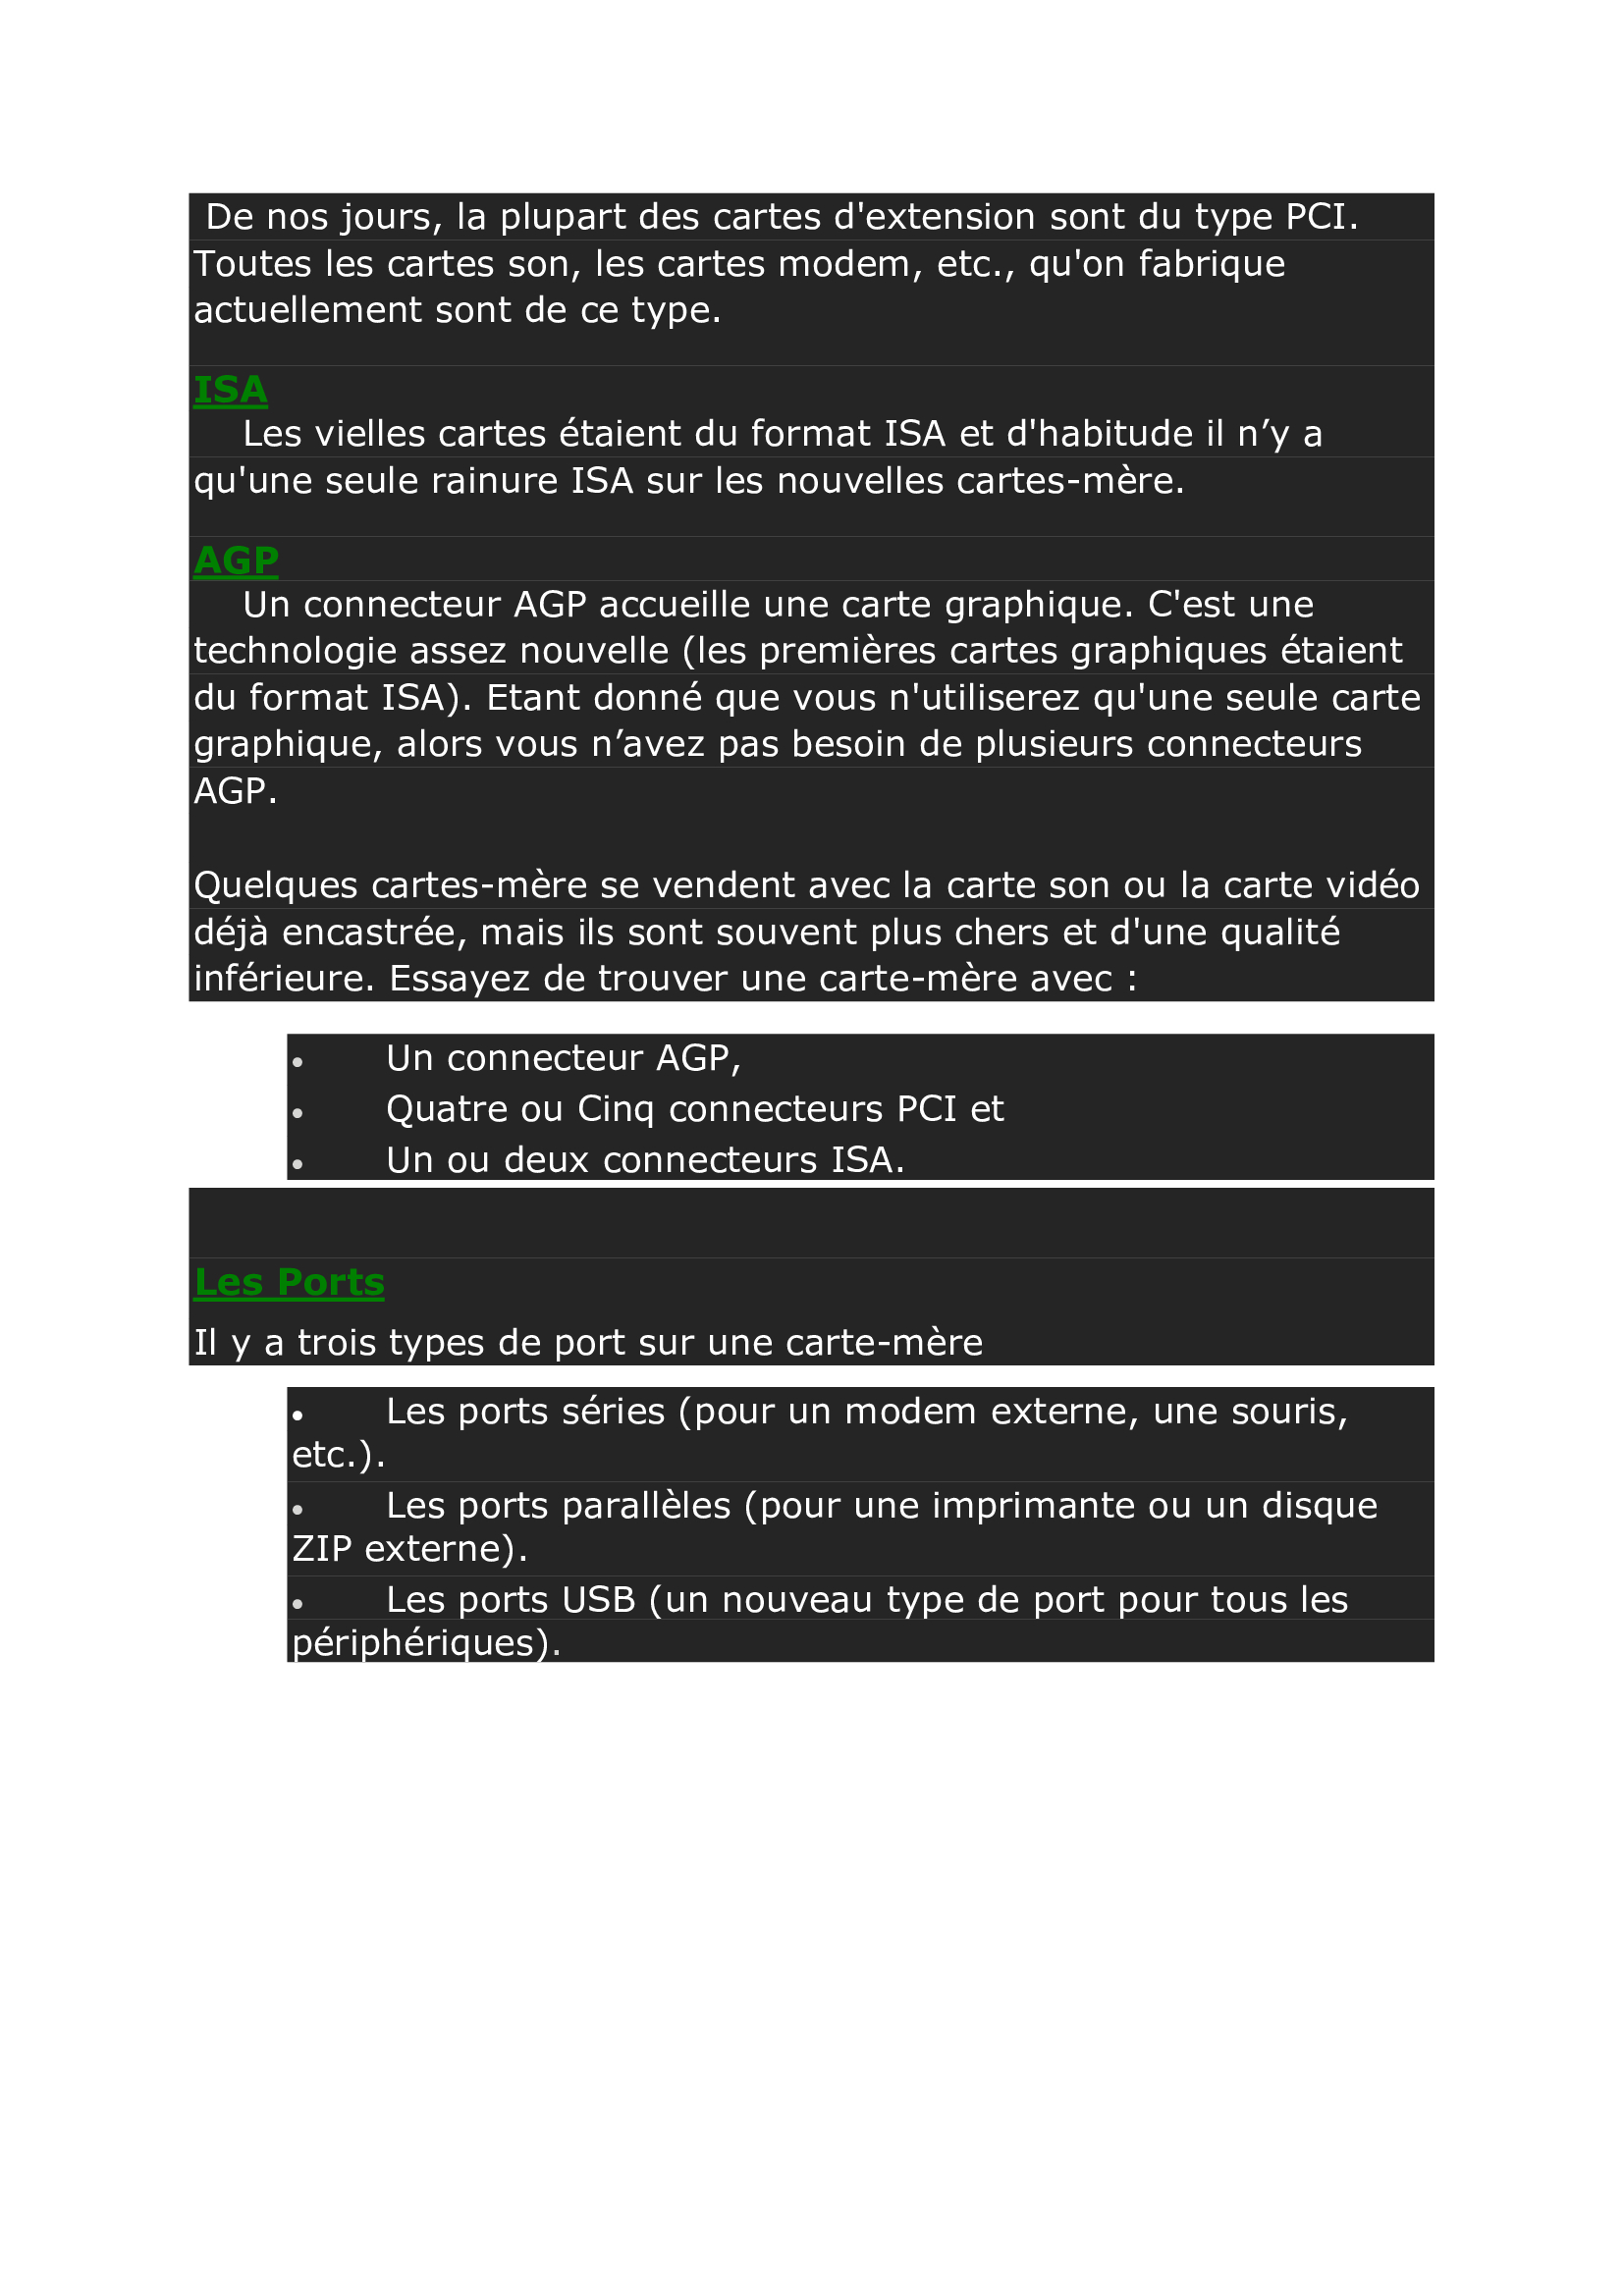 De nos jours, la plupart des cartes d'extension sont du type PCI.
Toutes les cartes son, les cartes modem, etc., qu'on fabrique
actuellement sont de ce type.
ISA
Les vielles cartes étaient du format ISA et d'habitude il n’y a
qu'une seule rainure ISA sur les nouvelles cartes-mère.
AGP
Un connecteur AGP accueille une carte graphique. C'est une
technologie assez nouvelle (les premières cartes graphiques étaient
du format ISA). Etant donné que vous n'utiliserez qu'une seule carte
graphique, alors vous n’avez pas besoin de plusieurs connecteurs
AGP.
Quelques cartes-mère se vendent avec la carte son ou la carte vidéo
déjà encastrée, mais ils sont souvent plus chers et d'une qualité
inférieure. Essayez de trouver une carte-mère avec :
• Un connecteur AGP,
• Quatre ou Cinq connecteurs PCI et
• Un ou deux connecteurs ISA.
Les Ports
Il y a trois types de port sur une carte-mère
• Les ports séries (pour un modem externe, une souris,
etc.).
• Les ports parallèles (pour une imprimante ou un disque
ZIP externe).
• Les ports USB (un nouveau type de port pour tous les
périphériques).